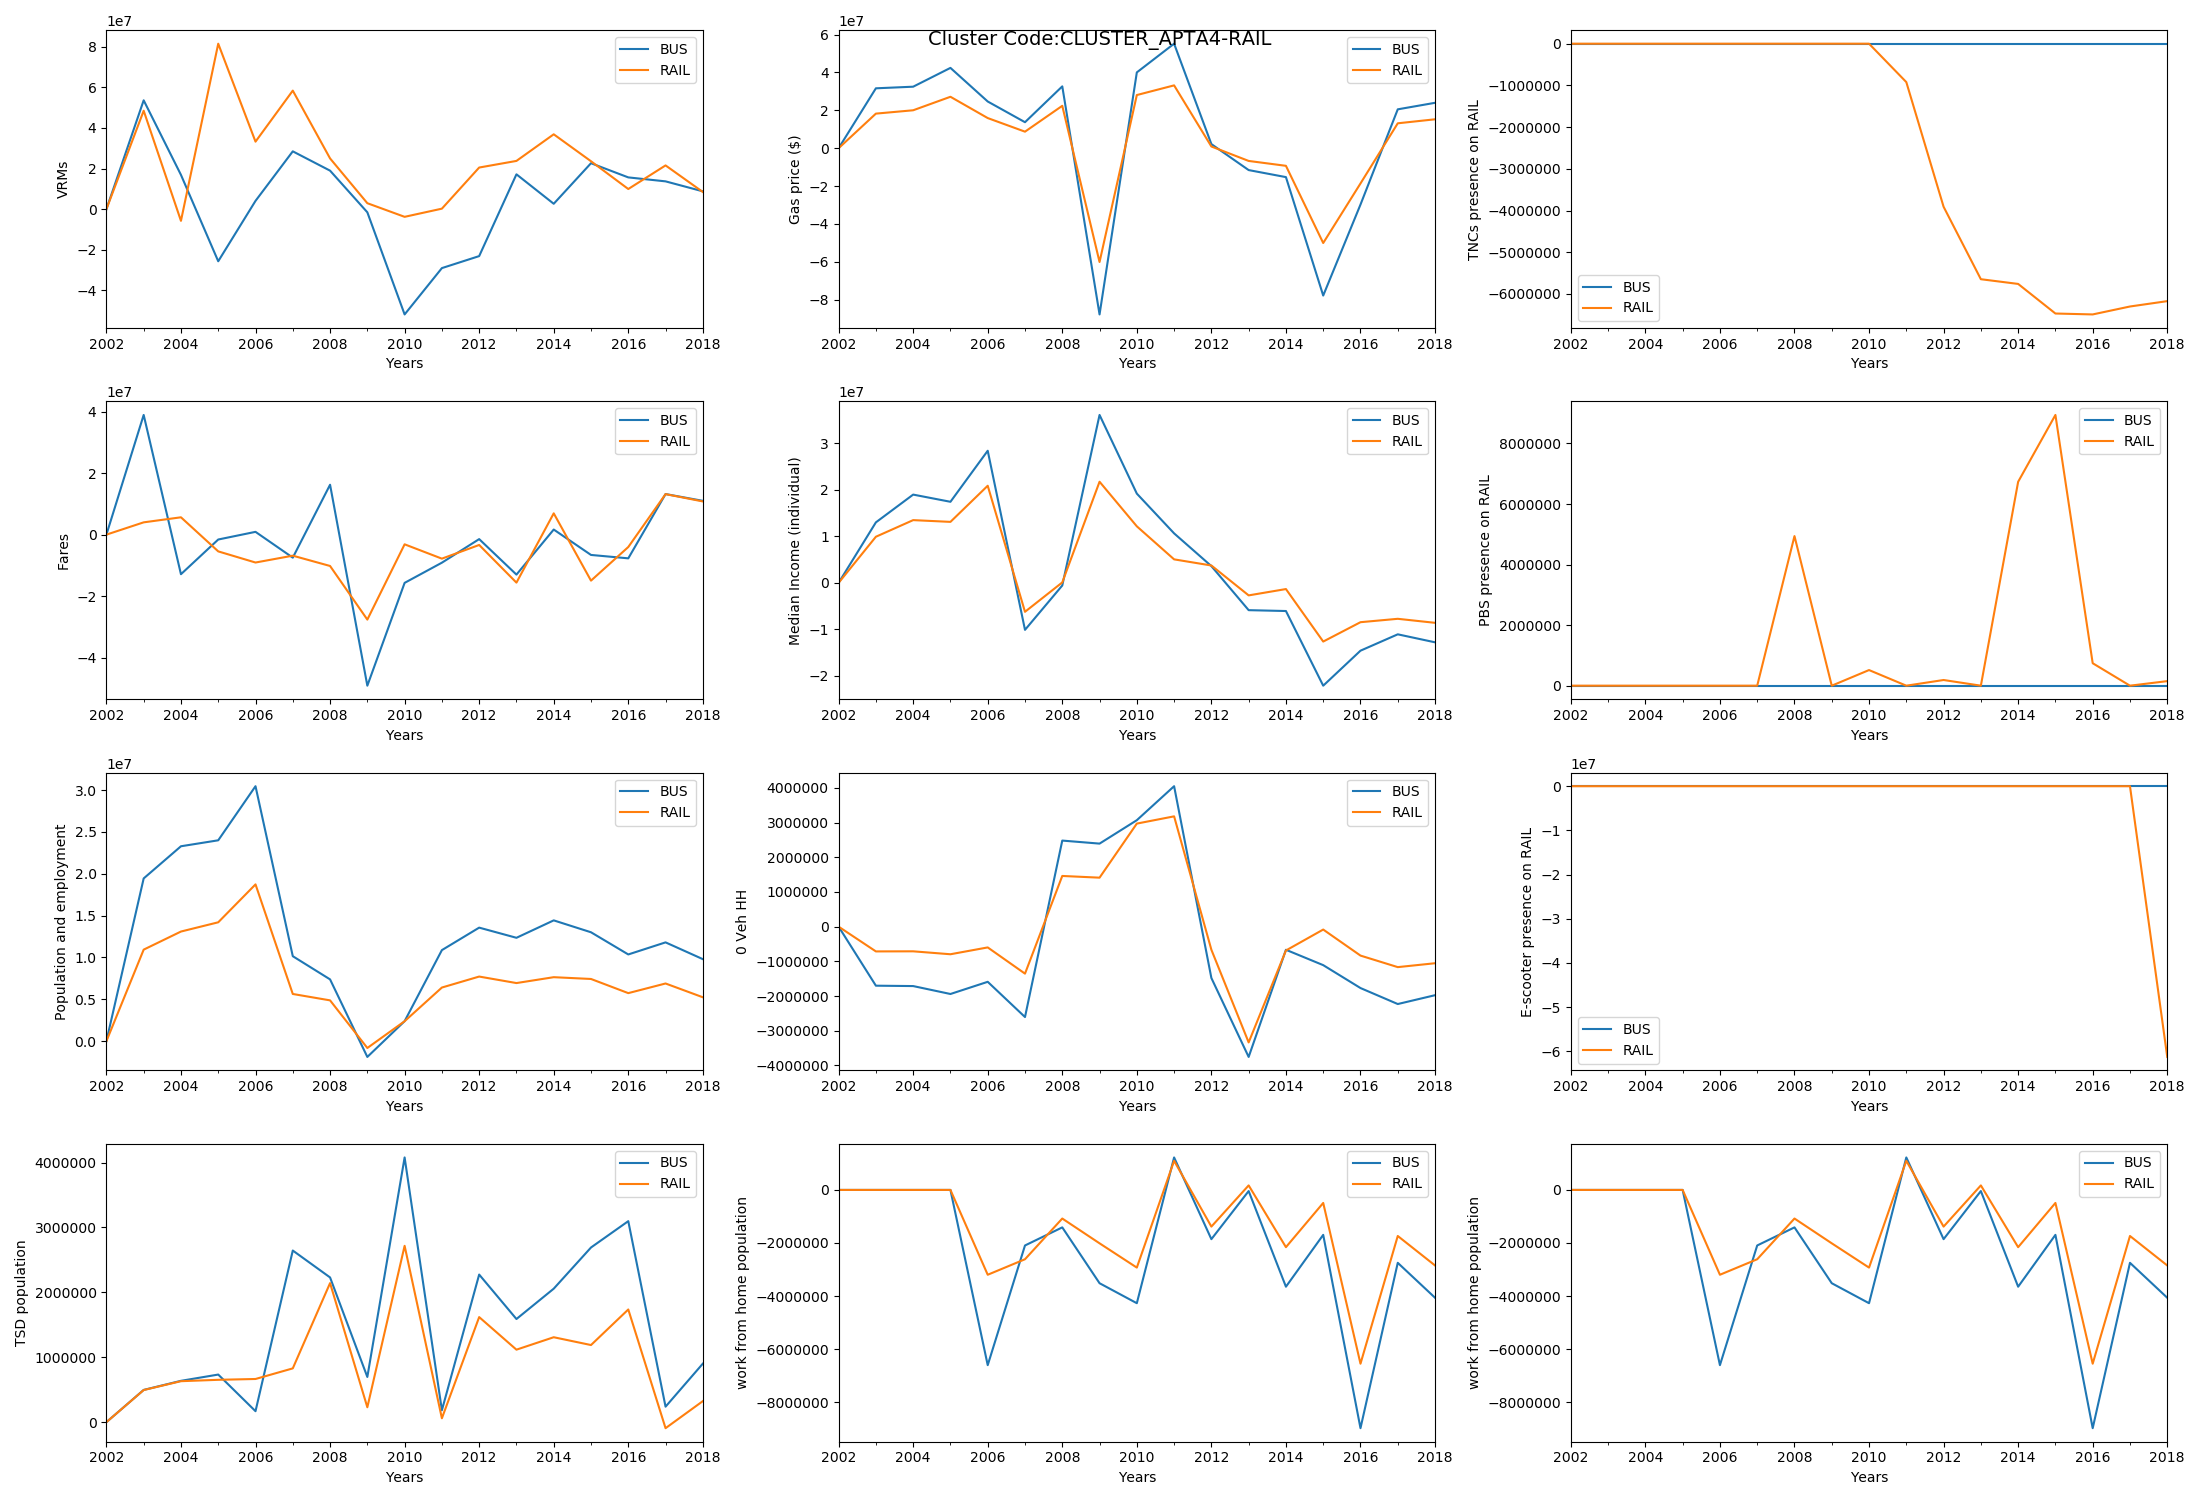 Cluster Code:CLUSTER_APTA4-RAIL
1e7
8
6
4
2
0
−2
−4
VRMs
BUS
RAIL
2002 2004 2006 2008 2010 2012 2014 2016 2018
Years
1e7
6
4
2
0
−2
−4
−6
−8
Gas price ($)
BUS
RAIL
2002 2004 2006 2008 2010 2012 2014 2016 2018
Years
0
−1000000
−2000000
−3000000
−4000000
−5000000
−6000000
TNCs presence on RAIL
BUS
RAIL
2002 2004 2006 2008 2010 2012 2014 2016 2018
Years
1e7
4
2
0
−2
−4
Fares
BUS
RAIL
2002 2004 2006 2008 2010 2012 2014 2016 2018
Years
1e7
3
2
1
0
−1
−2
Median Income (individual)
BUS
RAIL
2002 2004 2006 2008 2010 2012 2014 2016 2018
Years
8000000
6000000
4000000
2000000
0
PBS presence on RAIL
BUS
RAIL
2002 2004 2006 2008 2010 2012 2014 2016 2018
Years
1e7
3.0
2.5
2.0
1.5
1.0
0.5
0.0
Population and employment
BUS
RAIL
2002 2004 2006 2008 2010 2012 2014 2016 2018
Years
4000000
3000000
2000000
1000000
0
−1000000
−2000000
−3000000
−4000000
0 Veh HH
BUS
RAIL
2002 2004 2006 2008 2010 2012 2014 2016 2018
Years
1e7
0
−1
−2
−3
−4
−5
−6
E-scooter presence on RAIL
BUS
RAIL
2002 2004 2006 2008 2010 2012 2014 2016 2018
Years
4000000
3000000
2000000
1000000
0
TSD population
BUS
RAIL
2002 2004 2006 2008 2010 2012 2014 2016 2018
Years
0
−2000000
−4000000
−6000000
−8000000
work from home population
BUS
RAIL
2002 2004 2006 2008 2010 2012 2014 2016 2018
Years
0
−2000000
−4000000
−6000000
−8000000
work from home population
BUS
RAIL
2002 2004 2006 2008 2010 2012 2014 2016 2018
Years